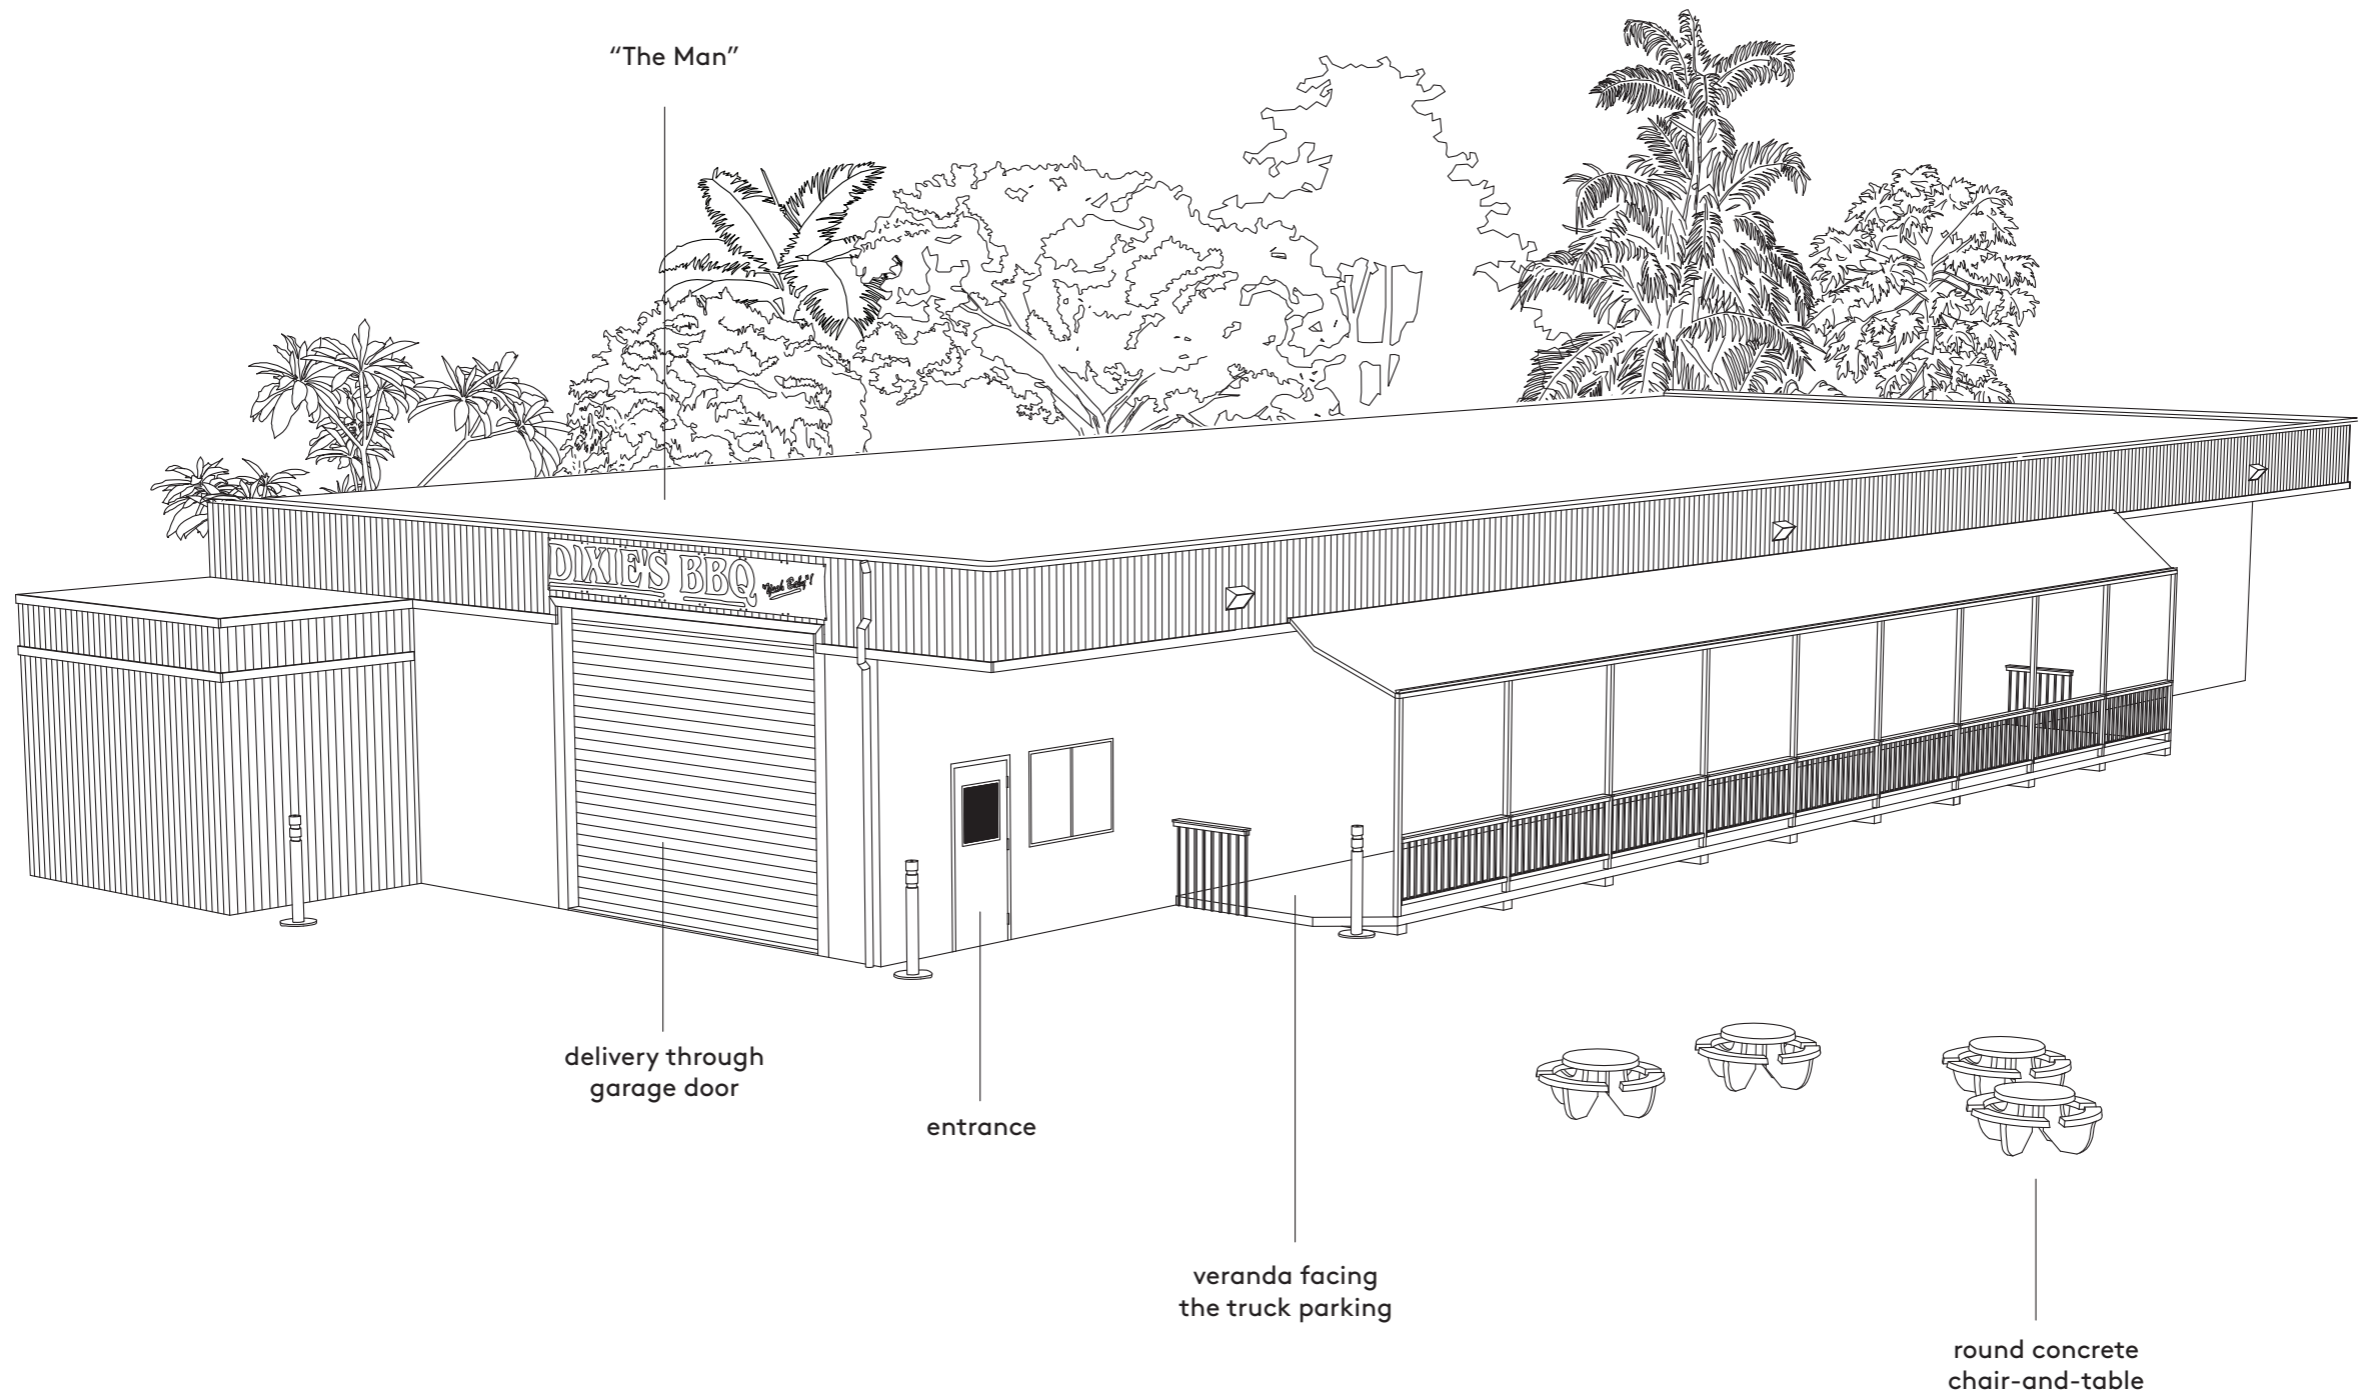 “The Man”
DIXIE'S BBQ
delivery through
garage door
entrance
veranda facing
the truck parking
round concrete
chair-and-table